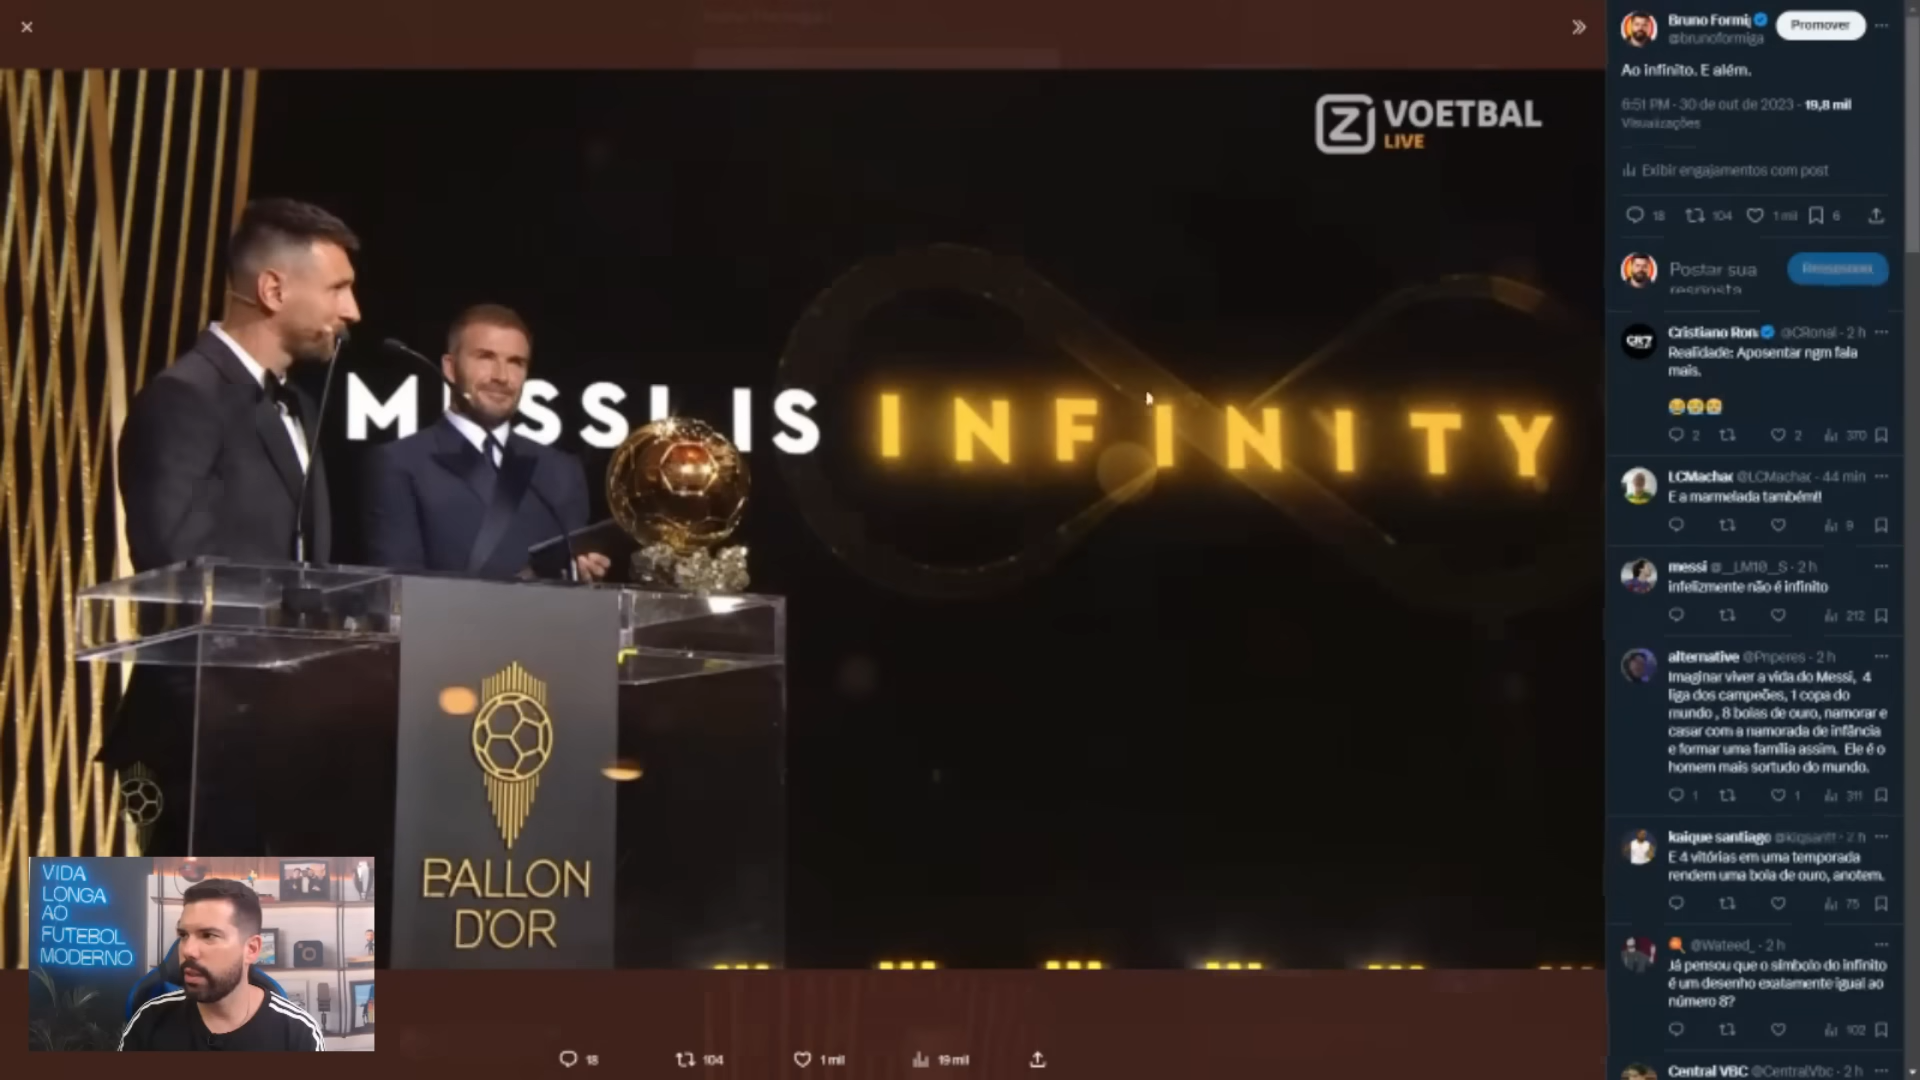 VOETBAL
LIVE
MESSI IS INFINITY
BALLON
D'OR
VIDA
LONGA
AO
FUTEBOL
MODERNO
18
104
1 mil
19 mil
Bruno Formig
@brunoformiga
Promover
Ao infinito. E além.
6:51 PM · 30 de out de 2023 · 19,8 mil
Visualizações
Exibir engajamentos com post
18
104
1 mil
6
Postar sua
resposta
Cristiano Ron @CRonal · 2 h
CR7
Realidade: Aposentar ngm fala
mais.
😂😂😭
2
2
370
LCMachac @LCMachac · 44 min
E a marmelada também!!
9
messi @__LM10__S · 2 h
infelizmente não é infinito
212
alternative @Pnperes · 2 h
Imaginar viver a vida do Messi, 4
liga dos campeões, 1 copa do
mundo , 8 bolas de ouro, namorar e
casar com a namorada de infância
e formar uma família assim. Ele é o
homem mais sortudo do mundo.
1
1
311
kaique santiago · 2 h
E 4 vitórias em uma temporada
rendem uma bola de ouro, anotem.
75
@Wateed_ · 2 h
Já pensou que o símbolo do infinito
é um desenho exatamente igual ao
número 8?
102
Central VBC @CentralVbc · 2 h